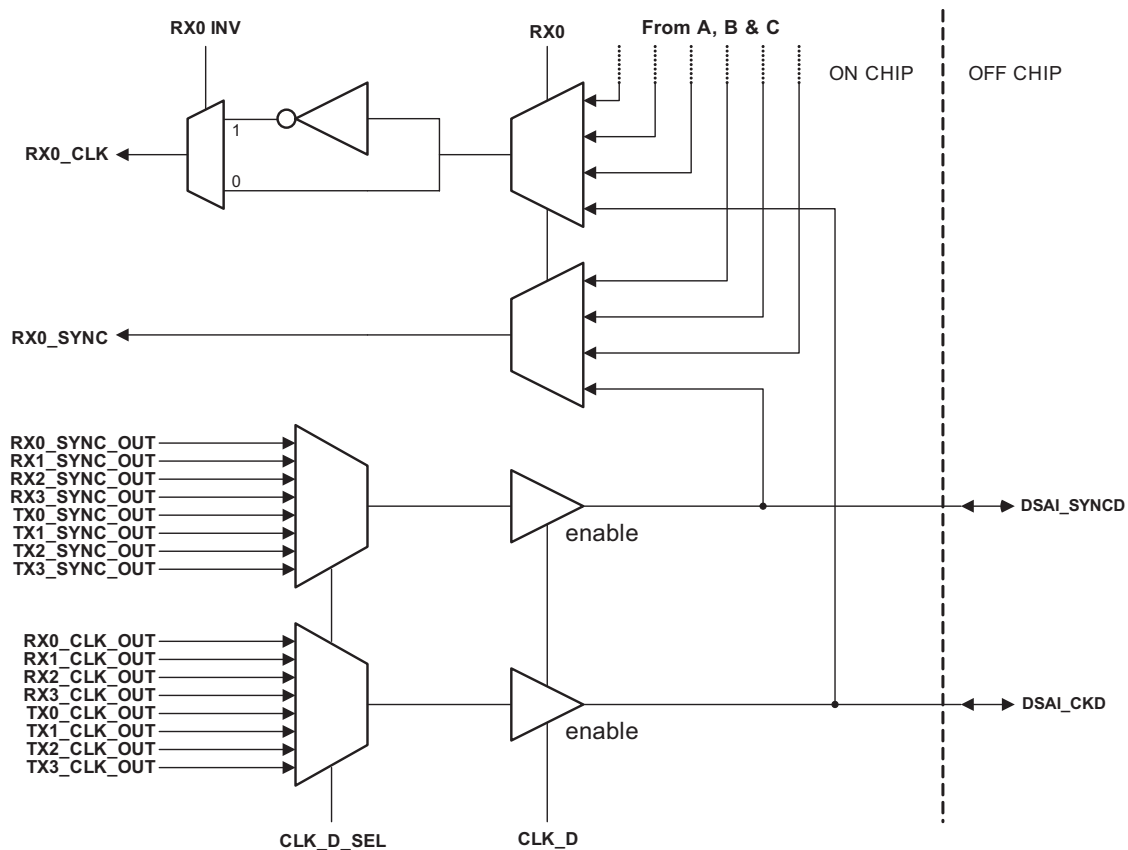 RX0 INV
RX0
From A, B & C
ON CHIP
OFF CHIP
1
RX0_CLK
0
RX0_SYNC
RX0_SYNC_OUT
RX1_SYNC_OUT
RX2_SYNC_OUT
RX3_SYNC_OUT
TX0_SYNC_OUT
TX1_SYNC_OUT
TX2_SYNC_OUT
TX3_SYNC_OUT
enable
DSAI_SYNCD
RX0_CLK_OUT
RX1_CLK_OUT
RX2_CLK_OUT
RX3_CLK_OUT
TX0_CLK_OUT
TX1_CLK_OUT
TX2_CLK_OUT
TX3_CLK_OUT
enable
DSAI_CKD
CLK_D_SEL
CLK_D